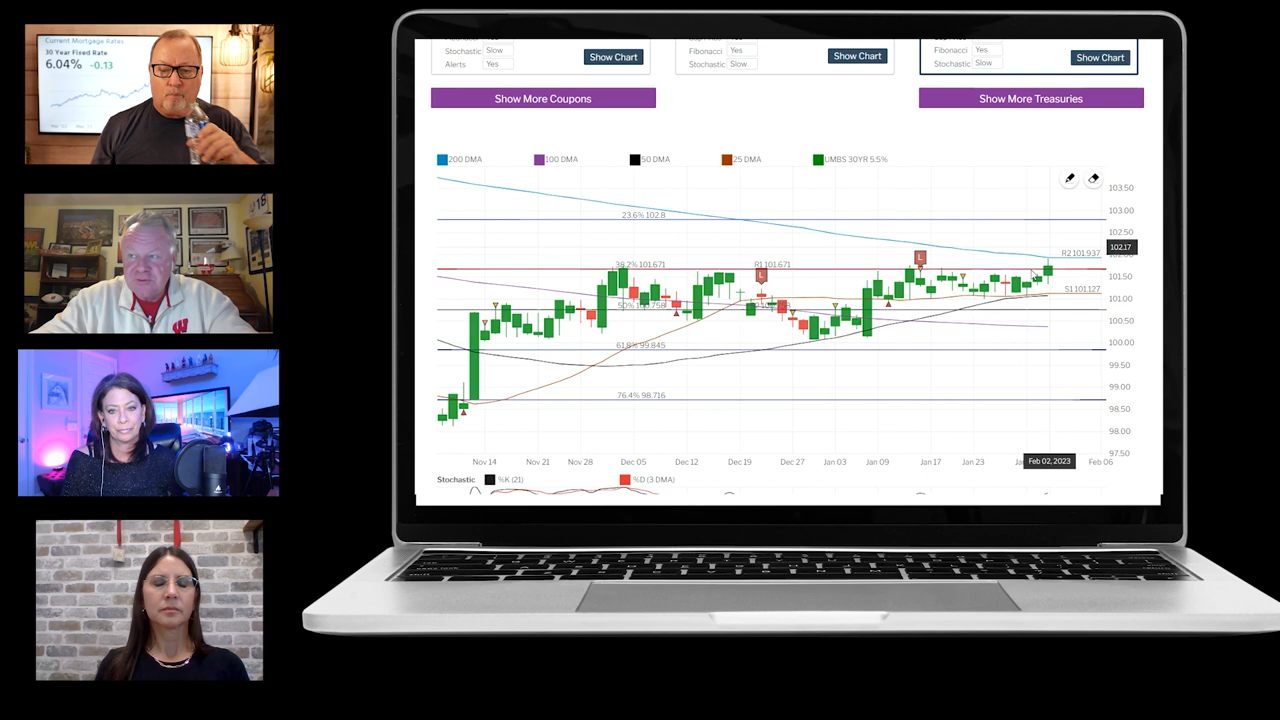 Current Mortgage Rates
30 Year Fixed Rate
6.04% -0.13
18
W
Stochastic Slow
Alerts Yes
Show Chart
Fibonacci Yes
Stochastic Slow
Show Chart
Fibonacci Yes
Stochastic Slow
Show Chart
Show More Coupons
Show More Treasuries
200 DMA 100 DMA 50 DMA 25 DMA UMBS 30YR 5.5%
103.50
23.6% 102.8
103.00
102.50
102.17
R2 101.937
38.2% 101.671
R1 101.671
L
L
101.50
S1 101.127
101.00
100.50
100.00
61.8% 99.845
99.50
99.00
76.4% 98.716
98.50
98.00
97.50
Nov 14 Nov 21 Nov 28 Dec 05 Dec 12 Dec 19 Dec 27 Jan 03 Jan 09 Jan 17 Jan 23 Feb 02, 2023 Feb 06
Stochastic %K (21) %D (3 DMA)